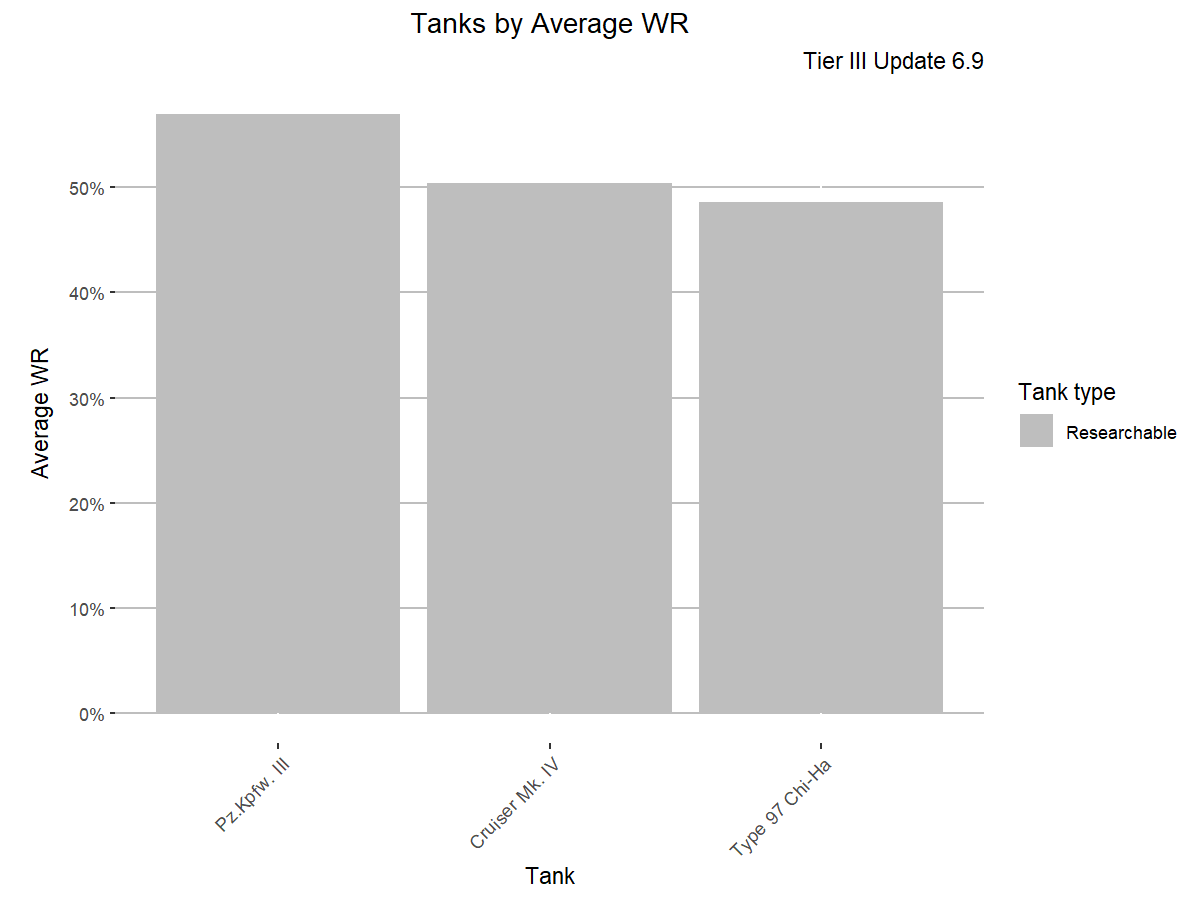 Tanks by Average WR
Tier III Update 6.9
Average WR
50%
40%
30%
20%
10%
0%
Pz.Kpfw. III
Cruiser Mk. IV
Type 97 Chi-Ha
Tank
Tank type
Researchable